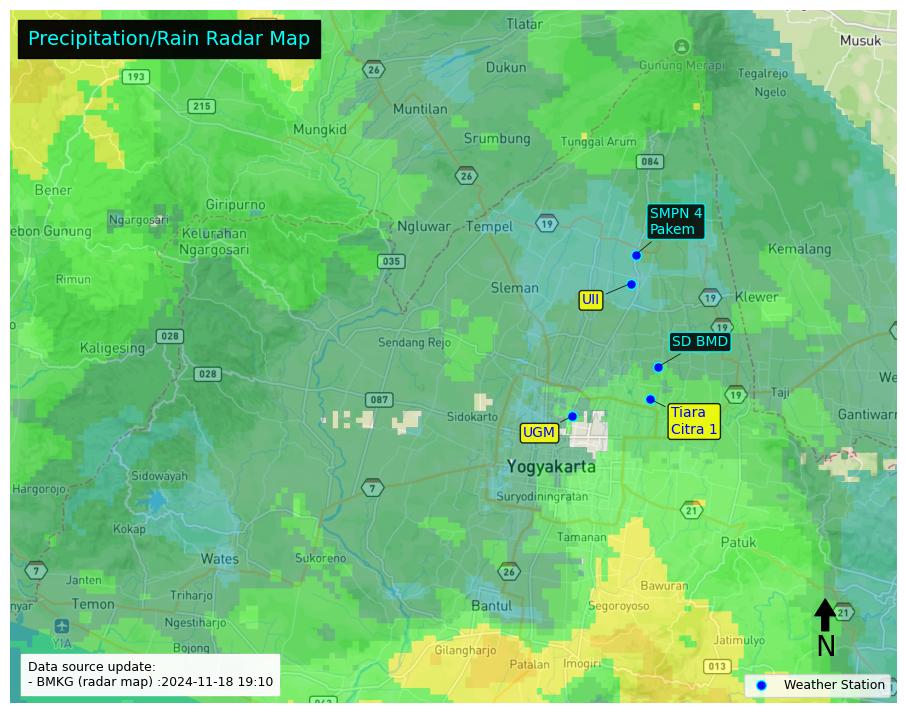 Precipitation/Rain Radar Map
Tlatar
Musuk
Gunung Merapi
Dukun
26
Tegalrejo
193
Ngelo
215
Muntilan
Mungkid
Srumbung
Tunggal Arum
084
26
Bener
Giripurno
SMPN 4
Pakem
Ngargosari
Ngluwar
Tempel
19
ebon Gunung
Kelurahan
Ngargosari
Kemalang
035
Rimun
Sleman
UII
19
Klewer
19
028
Sendang Rejo
SD BMD
Kaligesing
028
We
Taji
19
087
Sidokarto
Tiara
Citra 1
Gantiwarr
UGM
Yogyakarta
Sidowayah
Hargorojo
7
Suryodiningratan
21
Kokap
Tamanan
Patuk
Wates
Sukoreno
7
26
Janten
Bawuran
Triharjo
nyar
Temon
Bantul
Segoroyoso
21
Ngestiharjo
YIA
Bojong
Jatimulyo
N
Gilangharjo
Patalan
Imogiri
013
Data source update:
- BMKG (radar map) :2024-11-18 19:10
Weather Station